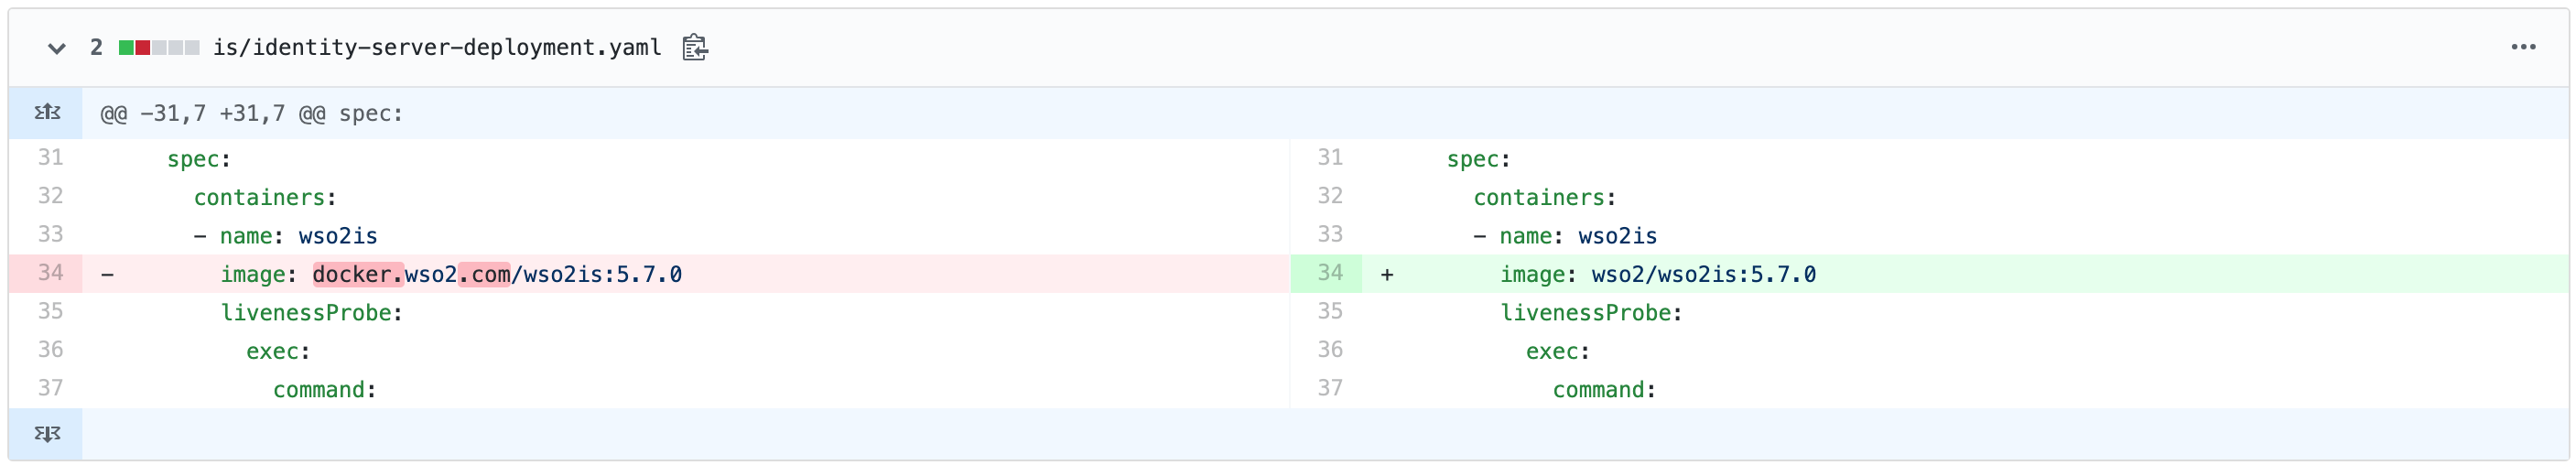 2 is/identity-server-deployment.yaml
@@ -31,7 +31,7 @@ spec:
31 spec:
32 containers:
33 - name: wso2is
34 - image: docker.wso2.com/wso2is:5.7.0
35 livenessProbe:
36 exec:
37 command:
31 spec:
32 containers:
33 - name: wso2is
34 + image: wso2/wso2is:5.7.0
35 livenessProbe:
36 exec:
37 command: